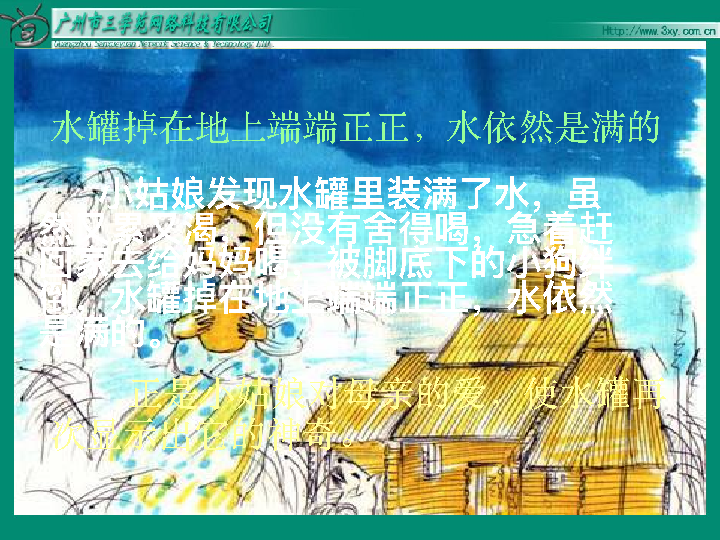 广州市三学苑网络科技有限公司
Guangzhou Sanxueyuan Network Science & Technology Ltd.
Http://www.3xy.com.cn
水罐掉在地上端端正正，水依然是满的
小姑娘发现水罐里装满了水，虽
然又累又渴，但没有舍得喝，急着赶
回家去给妈妈喝，被脚底下的小狗绊
倒，水罐掉在地上端端正正，水依然
是满的。
正是小姑娘对母亲的爱，使水罐再
次显示出它的神奇。